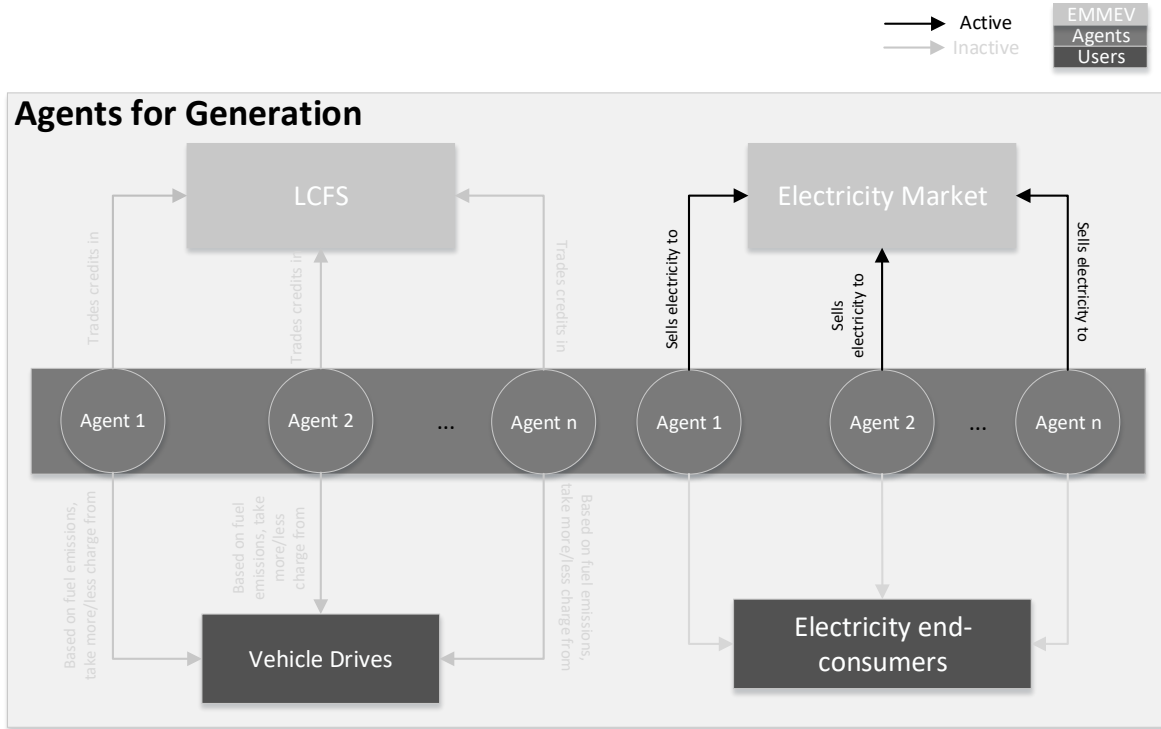 Active
Inactive
EMMEV
Agents
Users
Agents for Generation
LCFS
Electricity Market
Trades credits in
Trades credits in
Trades credits in
Sells electricity to
Sells
electricity to
Sells electricity to
Agent 1
Agent 2
...
Agent n
Agent 1
Agent 2
...
Agent n
Based on fuel emissions,
take more/less charge from
Based on fuel
emissions, take
more/less
charge from
Based on fuel emissions,
take more/less charge from
Vehicle Drives
Electricity end-
consumers